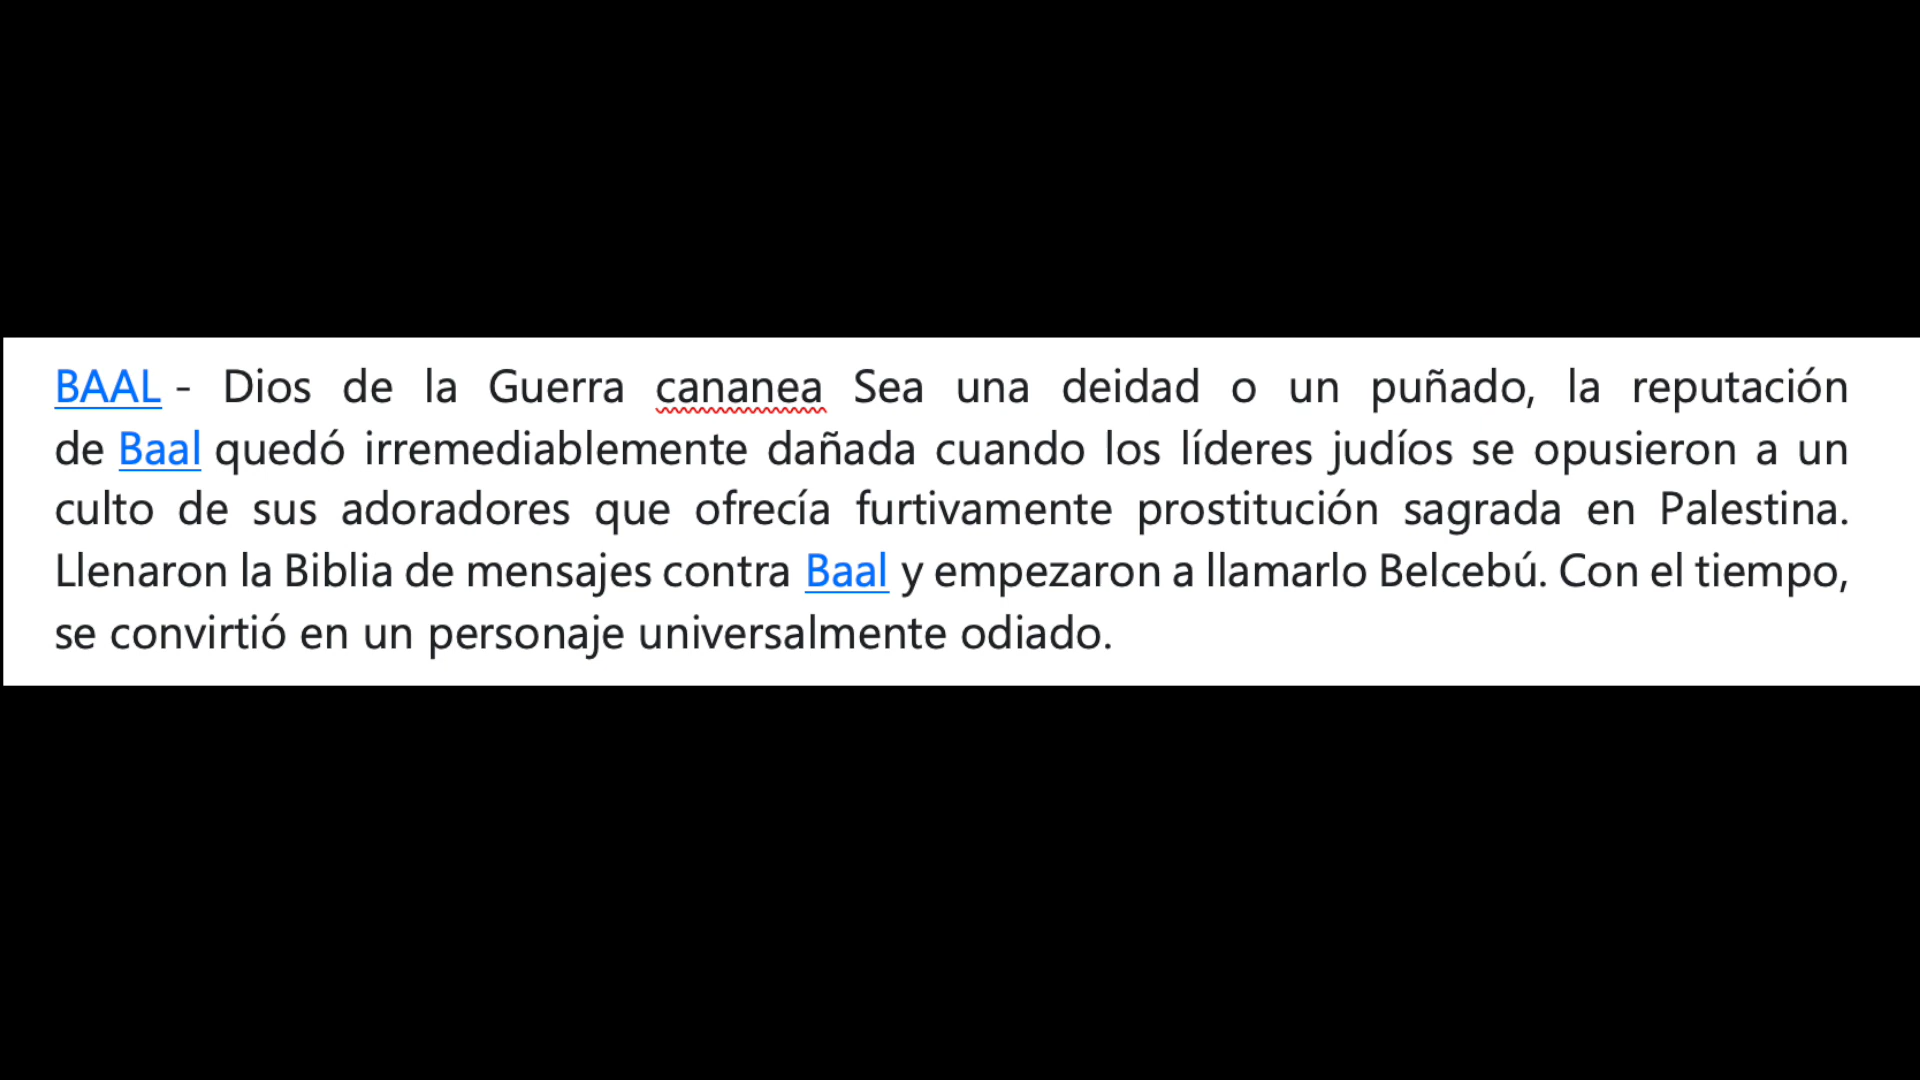 BAAL - Dios de la Guerra cananea Sea una deidad o un puñado, la reputación
de Baal quedó irremediablemente dañada cuando los líderes judíos se opusieron a un
culto de sus adoradores que ofrecía furtivamente prostitución sagrada en Palestina.
Llenaron la Biblia de mensajes contra Baal y empezaron a llamarlo Belcebú. Con el tiempo,
se convirtió en un personaje universalmente odiado.